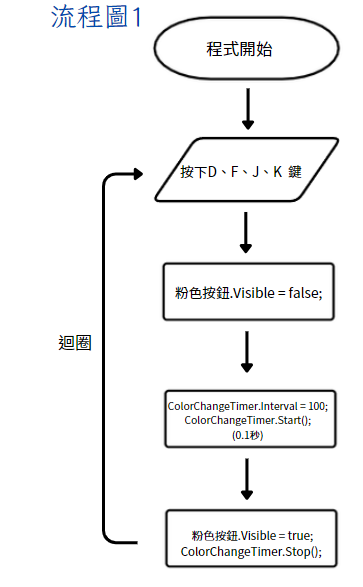 流程圖1
程式開始
按下D、F、J、K 鍵
粉色按鈕.Visible = false;
迴圈
ColorChangeTimer.Interval = 100;
ColorChangeTimer.Start();
(0.1秒)
粉色按鈕.Visible = true;
ColorChangeTimer.Stop();